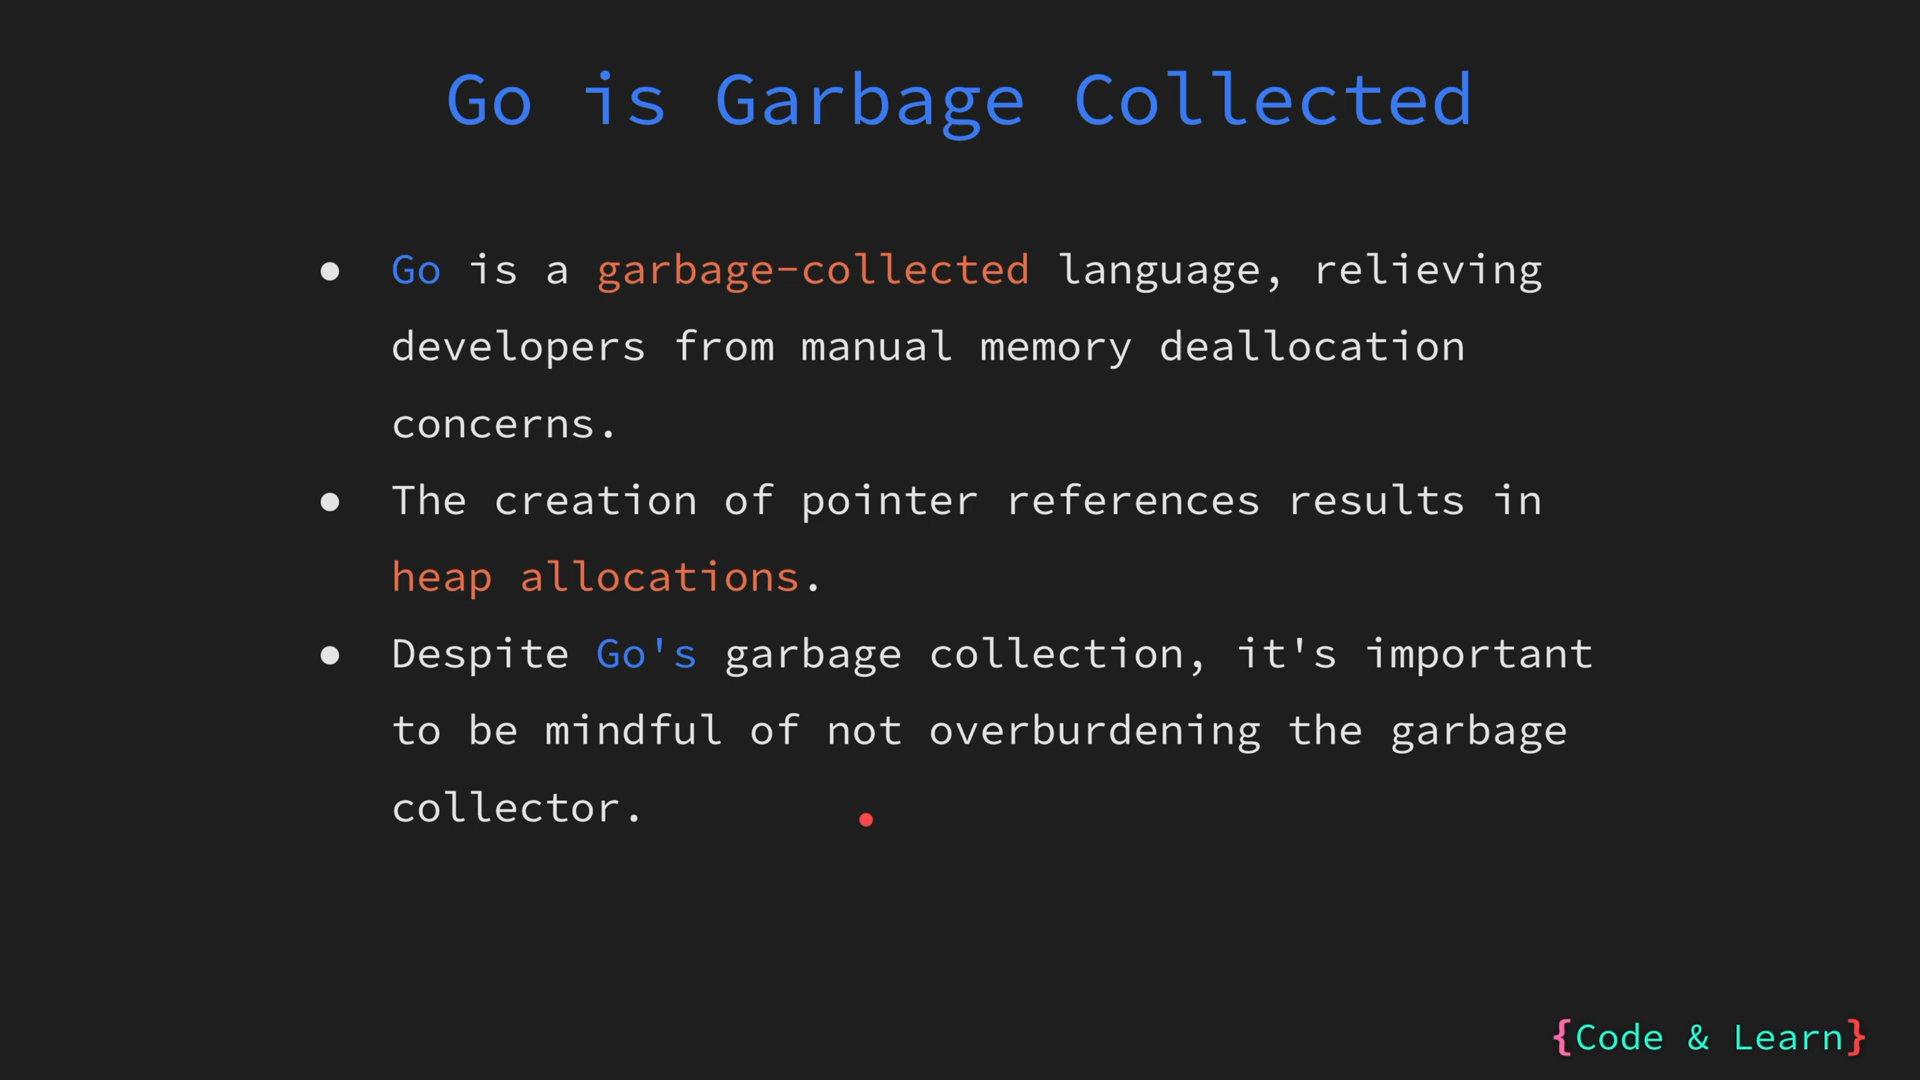 Go is Garbage Collected
● Go is a garbage-collected language, relieving
developers from manual memory deallocation
concerns.
● The creation of pointer references results in
heap allocations.
● Despite Go's garbage collection, it's important
to be mindful of not overburdening the garbage
collector.
{Code & Learn}